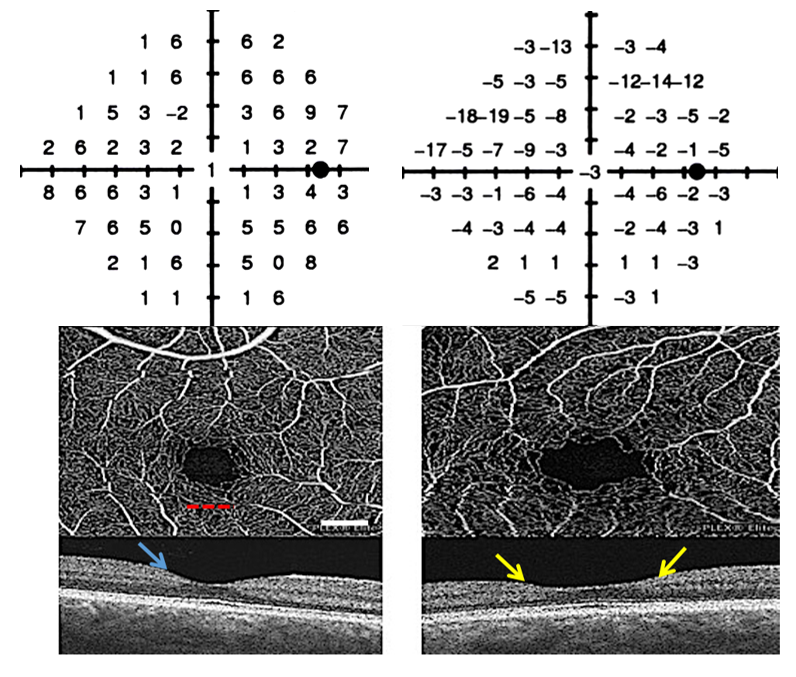 1 6 6 2
1 1 6 6 6 6
1 5 3 -2 3 6 9 7
2 6 2 3 2 1 3 2 7
1
8 6 6 3 1 1 3 4 3
7 6 5 0 5 5 6 6
2 1 6 5 0 8
1 1 1 6
-3 -13 -3 -4
-5 -3 -5 -12 -14 -12
-18 -19 -5 -8 -2 -3 -5 -2
-17 -5 -7 -9 -3 -4 -2 -1 -5
-3
-3 -3 -1 -6 -4 -4 -6 -2 -3
-4 -3 -4 -4 -2 -4 -3 1
2 1 1 1 1 -3
-5 -5 -3 1
PLEX® Elite